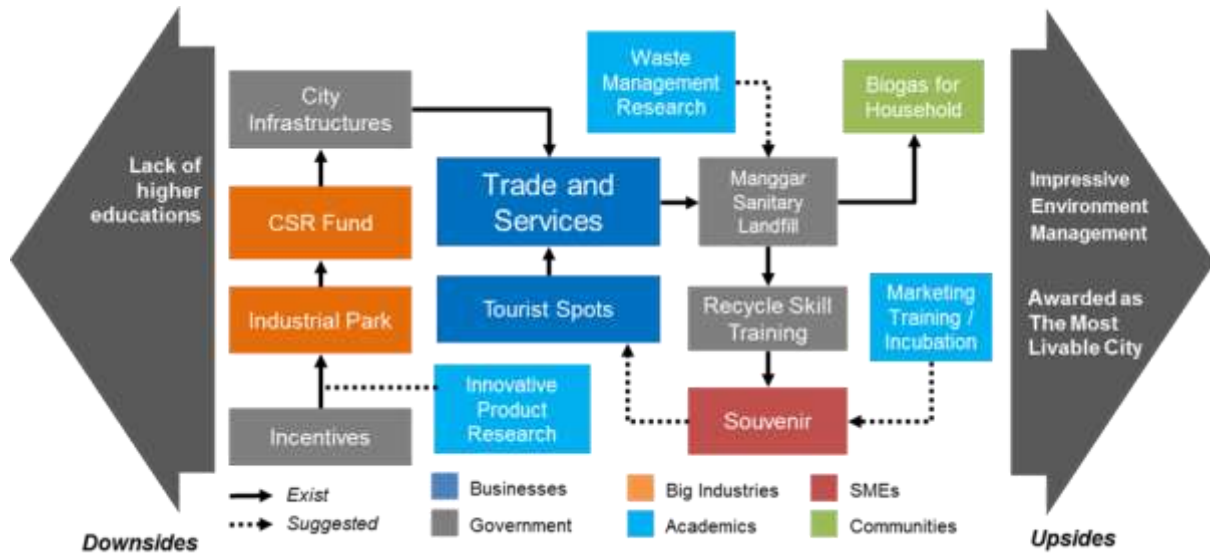 Lack of
higher
educations
City
Infrastructures
CSR Fund
Industrial Park
Incentives
Trade and
Services
Tourist Spots
Innovative
Product
Research
Waste
Management
Research
Manggar
Sanitary
Landfill
Recycle Skill
Training
Souvenir
Biogas for
Household
Marketing
Training /
Incubation
Impressive
Environment
Management
Awarded as
The Most
Livable City
Exist
Suggested
Businesses
Government
Big Industries
Academics
SMEs
Communities
Downsides
Upsides